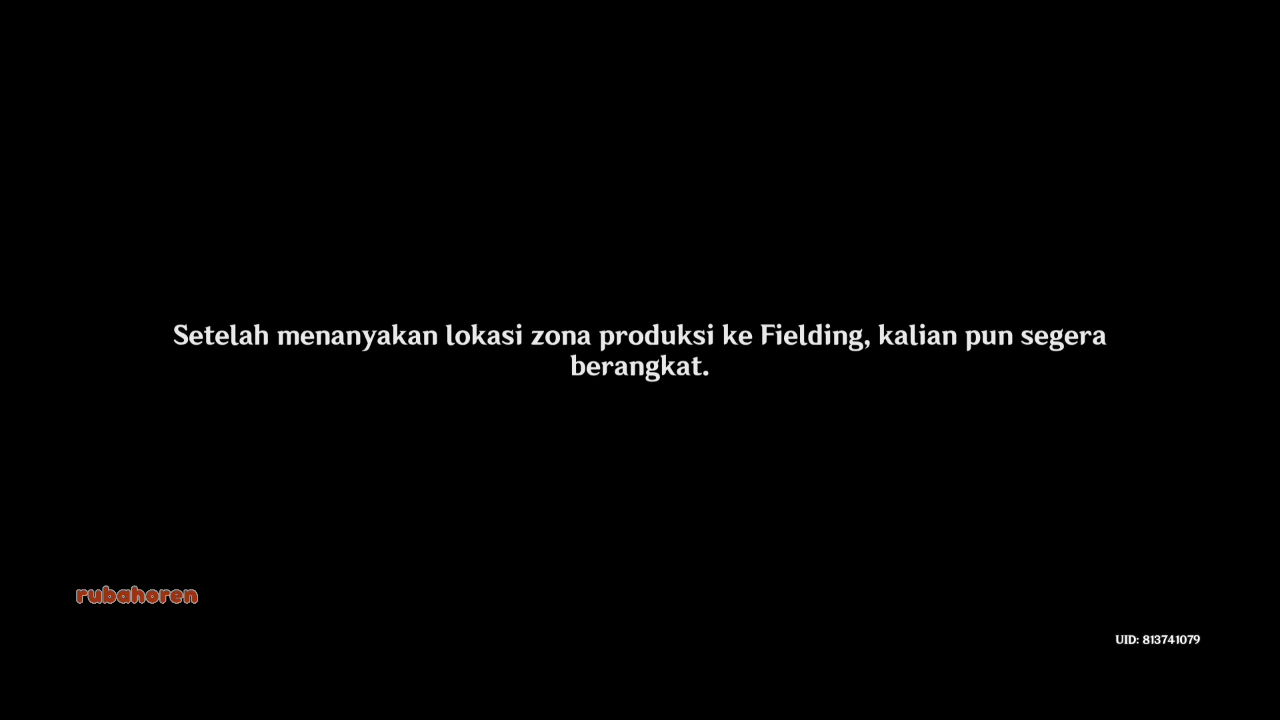 Setelah menanyakan lokasi zona produksi ke Fielding, kalian pun segera
berangkat.
rubahoren
UID: 813741079